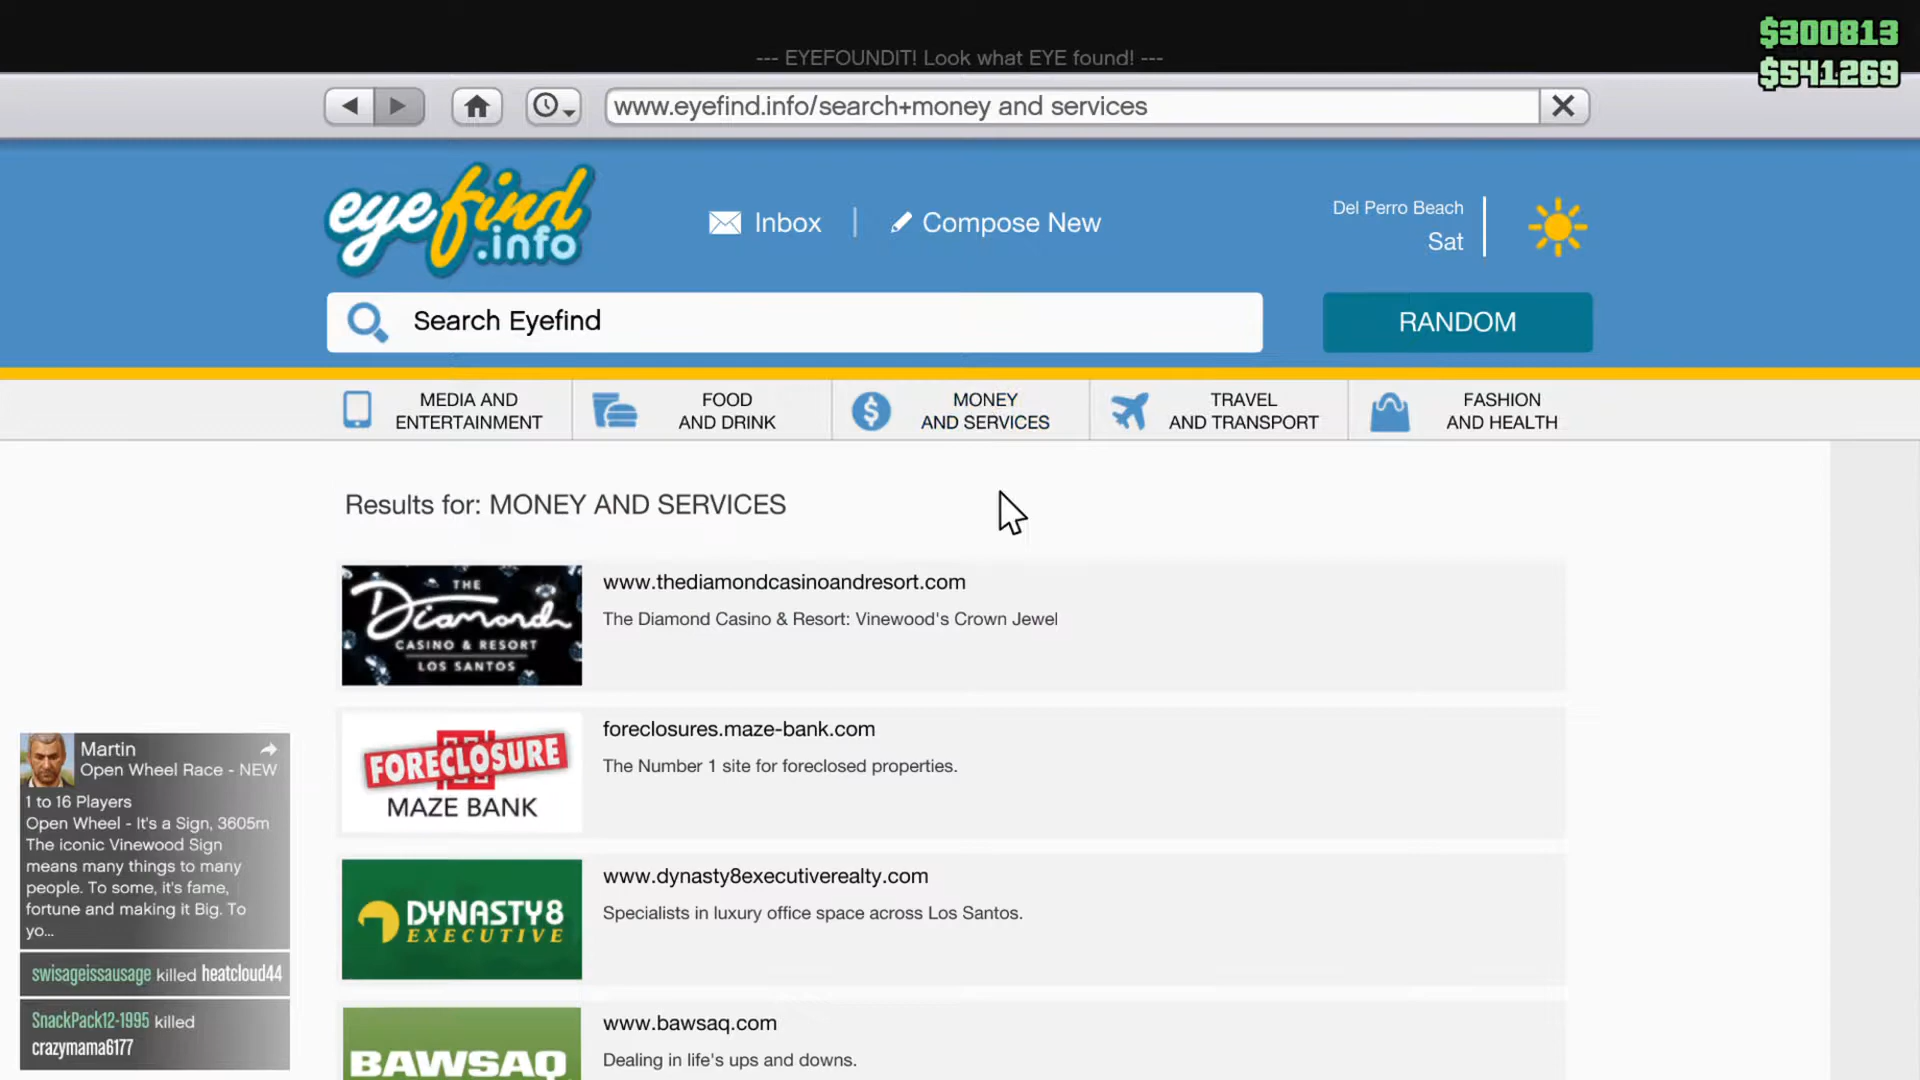 $300813
--- EYEFOUNDIT! Look what EYE found! ---
$541269
www.eyefind.info/search+money and services
eyefind
.info
Inbox
Compose New
Del Perro Beach
Sat
Search Eyefind
RANDOM
MEDIA AND
ENTERTAINMENT
FOOD
AND DRINK
MONEY
AND SERVICES
TRAVEL
AND TRANSPORT
FASHION
AND HEALTH
Results for: MONEY AND SERVICES
THE
Diamond
CASINO & RESORT
LOS SANTOS
www.thediamondcasinoandresort.com
The Diamond Casino & Resort: Vinewood's Crown Jewel
FORECLOSURE
MAZE BANK
foreclosures.maze-bank.com
The Number 1 site for foreclosed properties.
DYNASTY8
EXECUTIVE
www.dynasty8executiverealty.com
Specialists in luxury office space across Los Santos.
BAWSAQ
www.bawsaq.com
Dealing in life's ups and downs.
Martin
Open Wheel Race - NEW
1 to 16 Players
Open Wheel - It's a Sign, 3605m
The iconic Vinewood Sign
means many things to many
people. To some, it's fame,
fortune and making it Big. To
yo...
swisageissausage killed heatcloud44
SnackPack12-1995 killed
crazymama6177